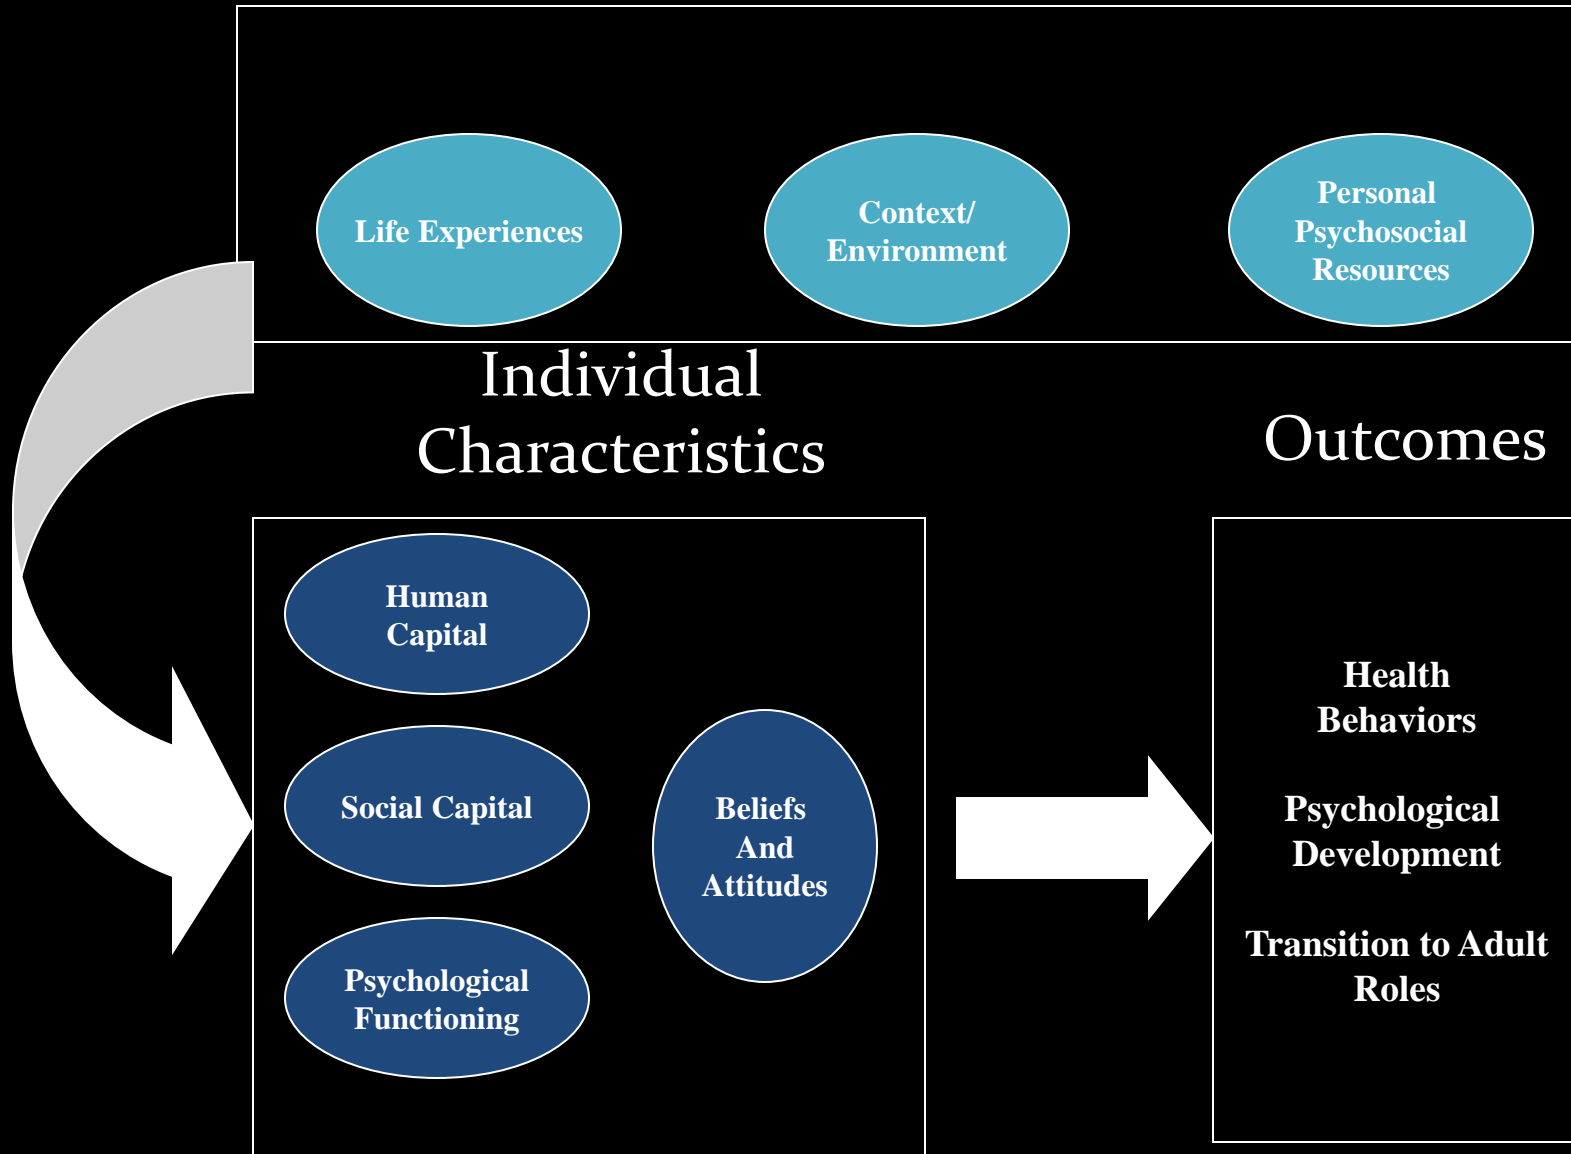 Life Experiences
Context/
Environment
Personal
Psychosocial
Resources
Individual
Characteristics
Outcomes
Human
Capital
Social Capital
Psychological
Functioning
Beliefs
And
Attitudes
Health
Behaviors
Psychological
Development
Transition to Adult
Roles